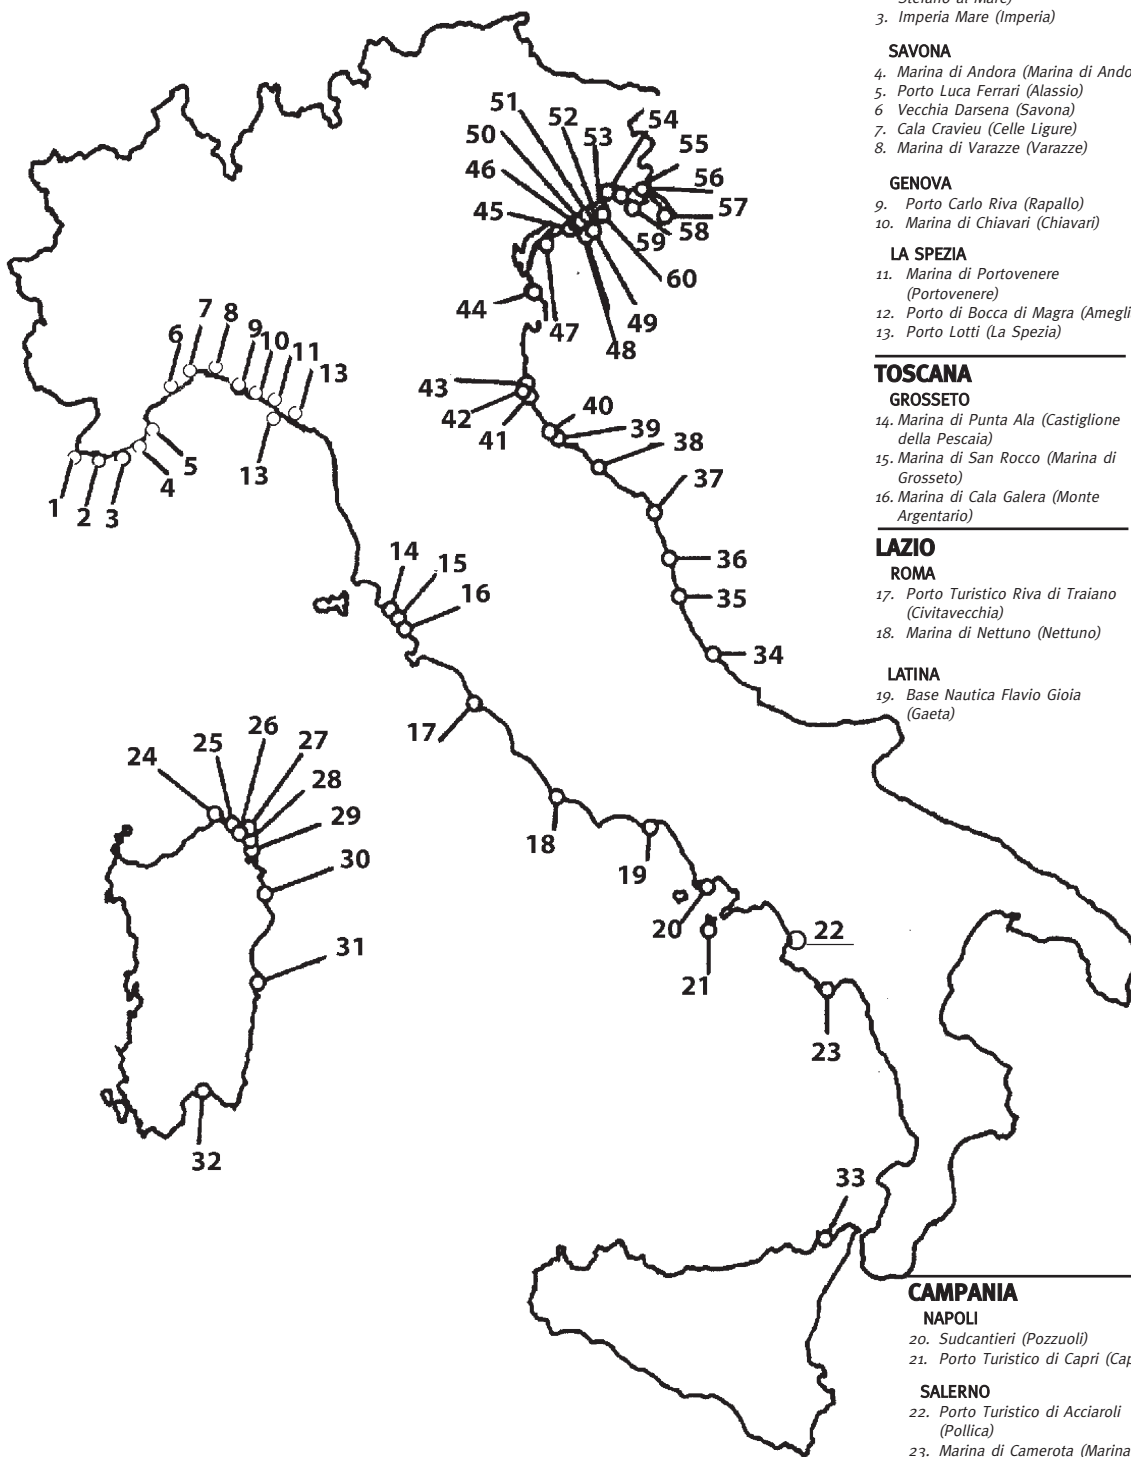 Stefano al Mare)
3. Imperia Mare (Imperia)
SAVONA
4. Marina di Andora (Marina di Ando
5. Porto Luca Ferrari (Alassio)
6 Vecchia Darsena (Savona)
7. Cala Cravieu (Celle Ligure)
8. Marina di Varazze (Varazze)
GENOVA
9. Porto Carlo Riva (Rapallo)
10. Marina di Chiavari (Chiavari)
LA SPEZIA
11. Marina di Portovenere
(Portovenere)
12. Porto di Bocca di Magra (Amegli
13. Porto Lotti (La Spezia)
TOSCANA
GROSSETO
14. Marina di Punta Ala (Castiglione
della Pescaia)
15. Marina di San Rocco (Marina di
Grosseto)
16. Marina di Cala Galera (Monte
Argentario)
LAZIO
ROMA
17. Porto Turistico Riva di Traiano
(Civitavecchia)
18. Marina di Nettuno (Nettuno)
LATINA
19. Base Nautica Flavio Gioia
(Gaeta)
51
52
54
50
53
55
46
56
45
57
58
59
60
44
47
49
48
7
8
6
9
10
11
13
43
42
41
40
39
38
5
4
13
37
1
2
3
36
14
15
16
35
34
17
26
25
27
24
28
29
18
30
19
20
22
31
21
23
32
33
CAMPANIA
NAPOLI
20. Sudcantieri (Pozzuoli)
21. Porto Turistico di Capri (Cap
SALERNO
22. Porto Turistico di Acciaroli
(Pollica)
23. Marina di Camerota (Marina